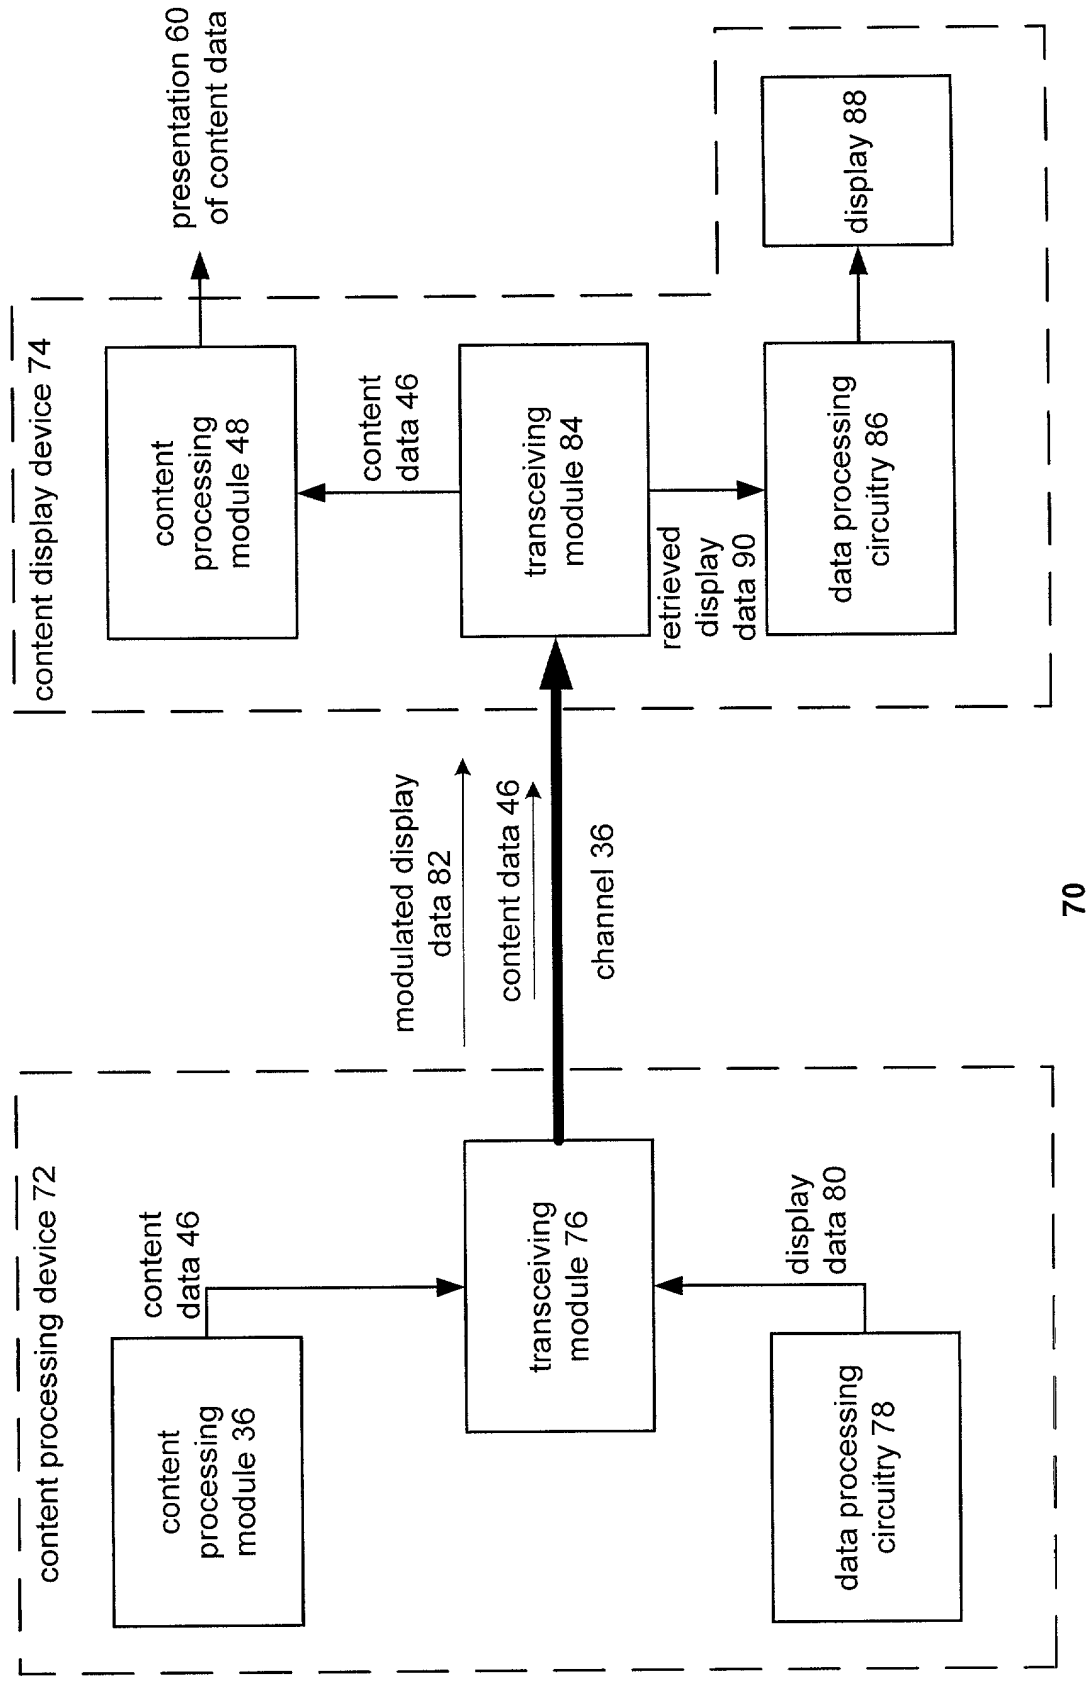 content processing device 72
content
processing
module 36
content
data 46
transceiving
module 76
data processing
circuitry 78
display
data 80
modulated display
data 82
content data 46
channel 36
content display device 74
content
processing
module 48
presentation 60
of content data
content
data 46
transceiving
module 84
retrieved
display
data 90
data processing
circuitry 86
display 88
70